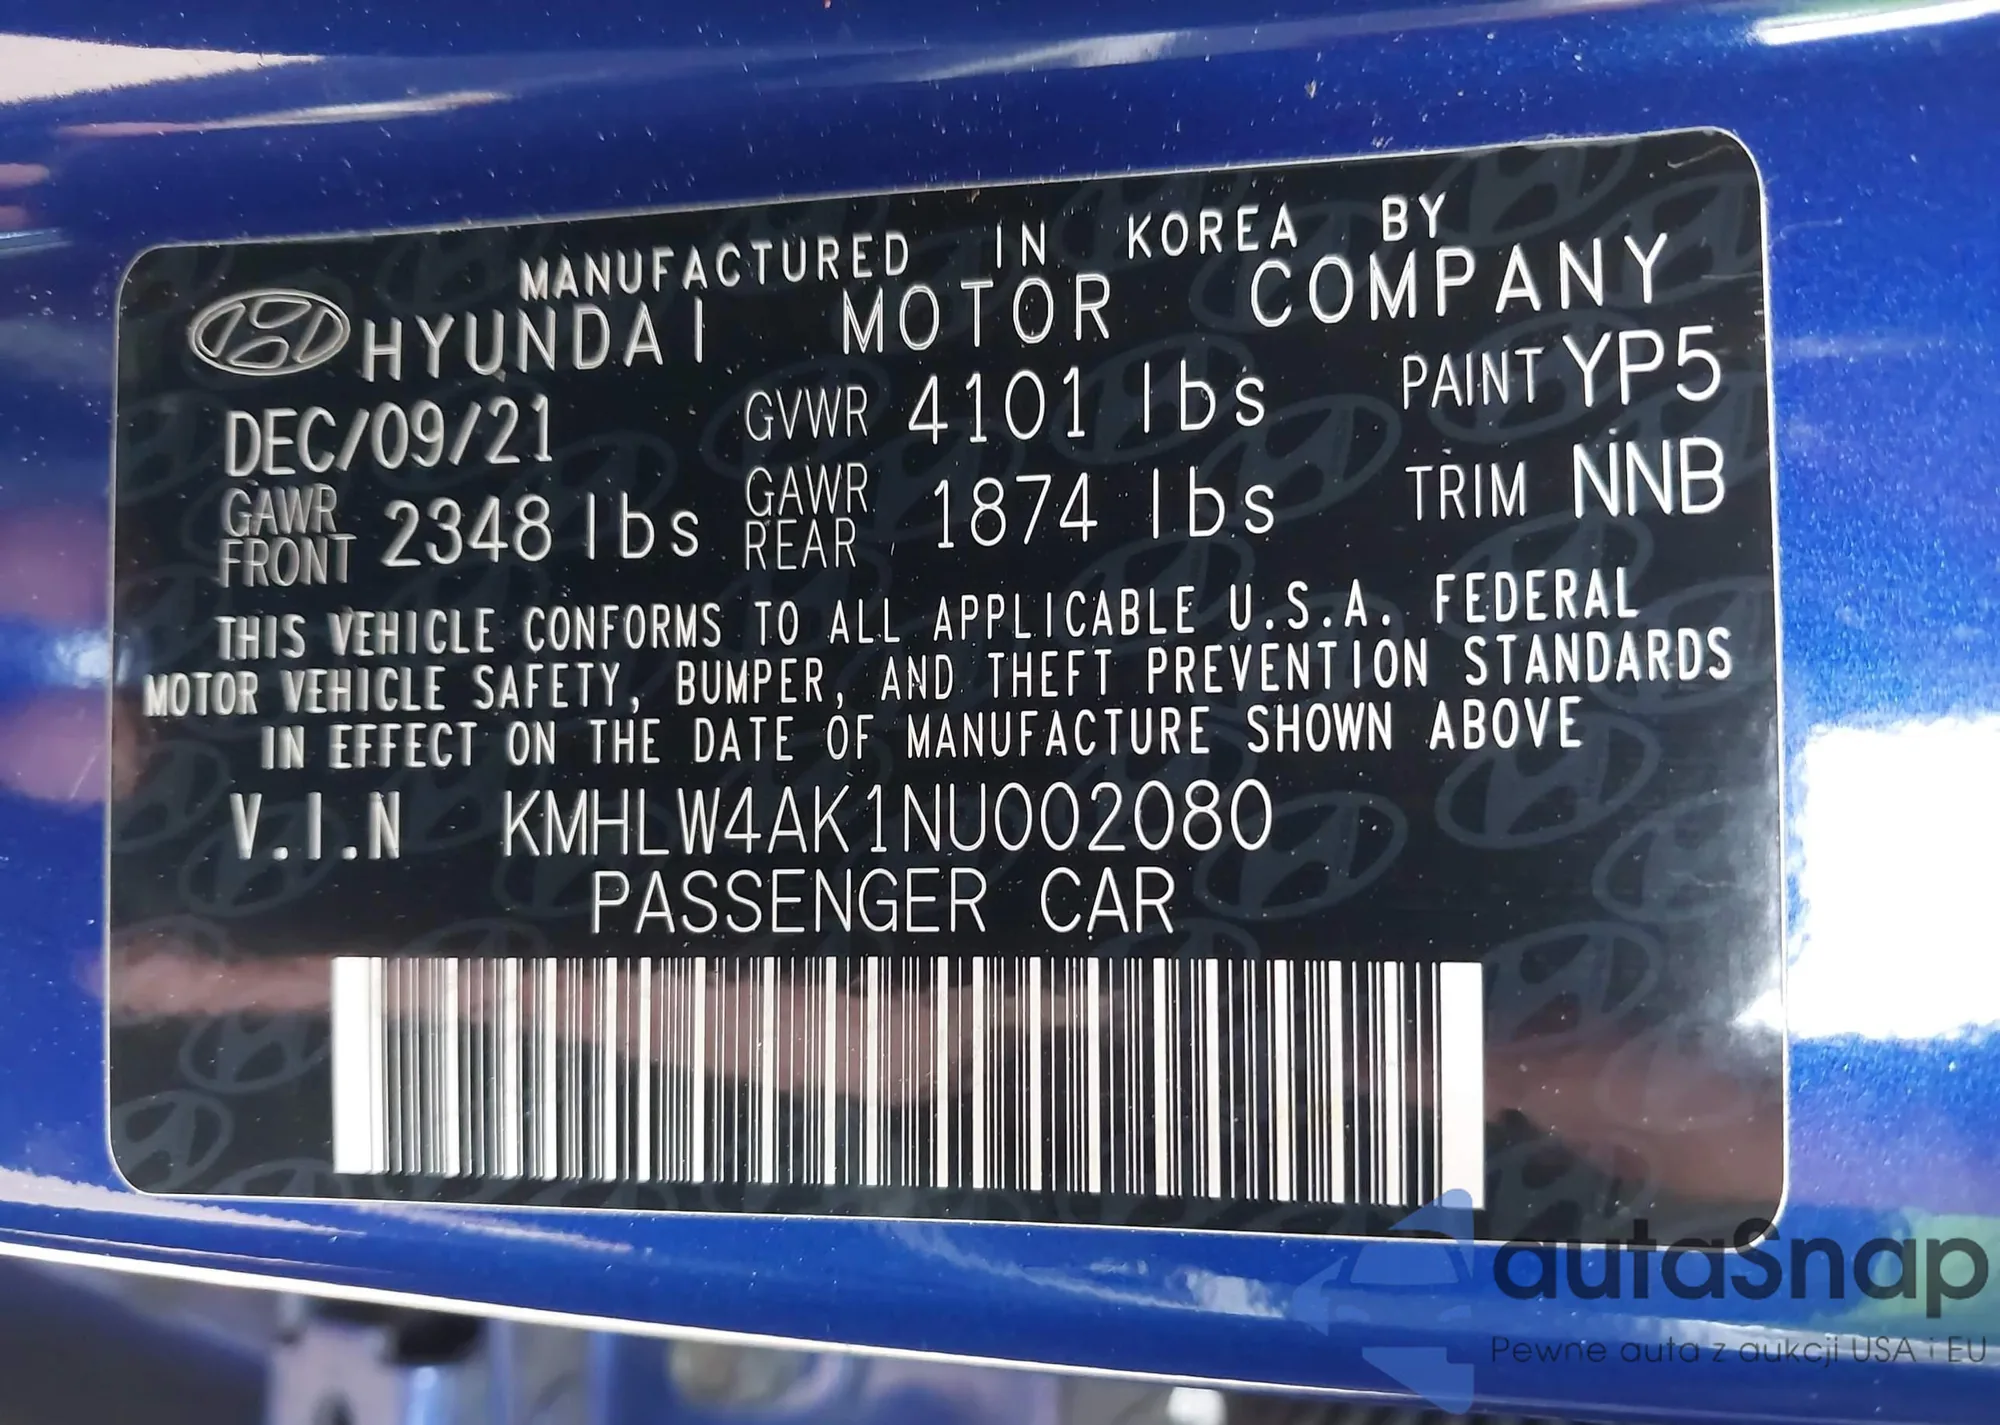 MANUFACTURED IN KOREA BY
HYUNDAI MOTOR COMPANY
DEC/09/21 GVWR 4101 lbs PAINT YP5
GAWR FRONT 2348 lbs GAWR REAR 1874 lbs TRIM NNB
THIS VEHICLE CONFORMS TO ALL APPLICABLE U.S.A. FEDERAL
MOTOR VEHICLE SAFETY, BUMPER, AND THEFT PREVENTION STANDARDS
IN EFFECT ON THE DATE OF MANUFACTURE SHOWN ABOVE
V.I.N KMHLW4AK1NU002080
PASSENGER CAR
autaSnap
Pewne auta z aukcji USA i EU